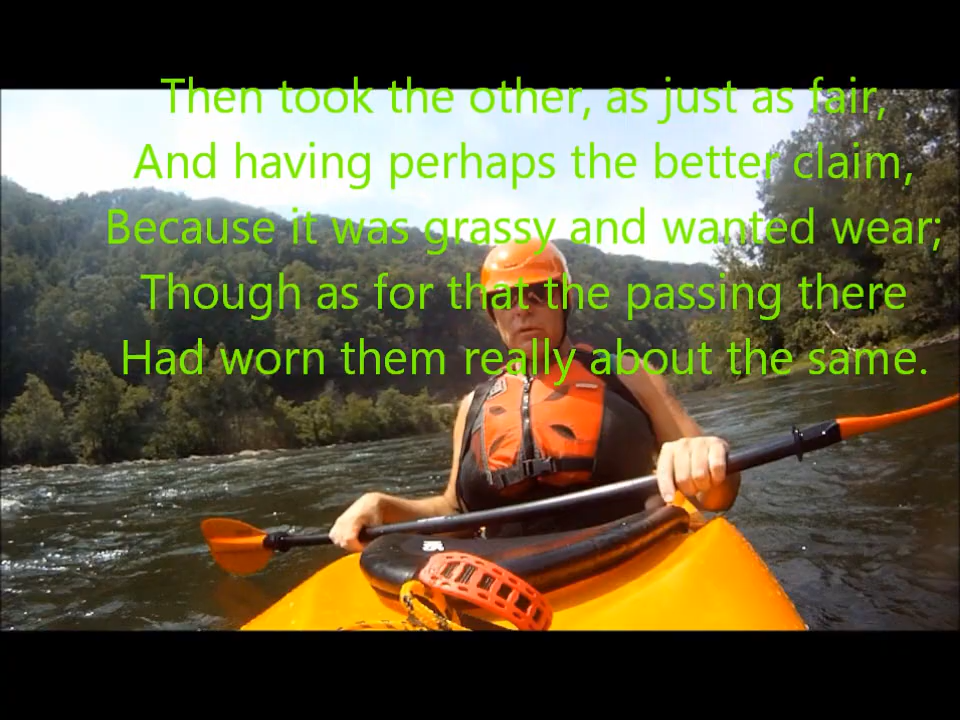 Then took the other, as just as fair,
And having perhaps the better claim,
Because it was grassy and wanted wear;
Though as for that the passing there
Had worn them really about the same.